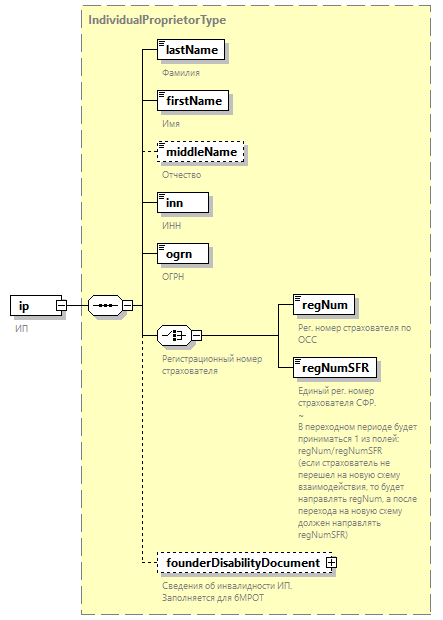 IndividualProprietorType
lastName
Фамилия
firstName
Имя
middleName
Отчество
inn
ИНН
ogrn
ОГРН
ip
ИП
Регистрационный номер
страхователя
regNum
Рег. номер страхователя по
ОСС
regNumSFR
Единый рег. номер
страхователя СФР.
~
В переходном периоде будет
приниматься 1 из полей:
regNum/regNumSFR
(если страхователь не
перешел на новую схему
взаимодействия, то будет
направлять regNum, а после
перехода на новую схему
должен направлять
regNumSFR)
founderDisabilityDocument
Сведения об инвалидности ИП.
Заполняется для 6МРОТ